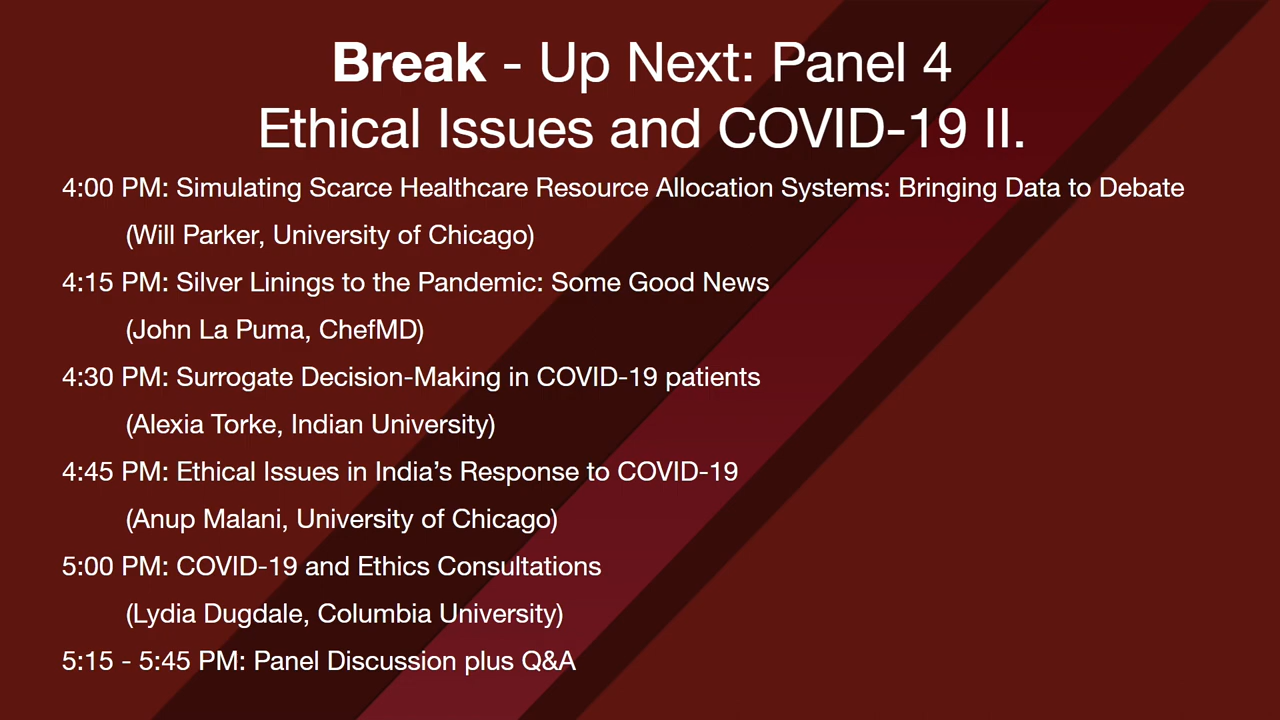 Break - Up Next: Panel 4
Ethical Issues and COVID-19 II.
4:00 PM: Simulating Scarce Healthcare Resource Allocation Systems: Bringing Data to Debate
(Will Parker, University of Chicago)
4:15 PM: Silver Linings to the Pandemic: Some Good News
(John La Puma, ChefMD)
4:30 PM: Surrogate Decision-Making in COVID-19 patients
(Alexia Torke, Indian University)
4:45 PM: Ethical Issues in India’s Response to COVID-19
(Anup Malani, University of Chicago)
5:00 PM: COVID-19 and Ethics Consultations
(Lydia Dugdale, Columbia University)
5:15 - 5:45 PM: Panel Discussion plus Q&A